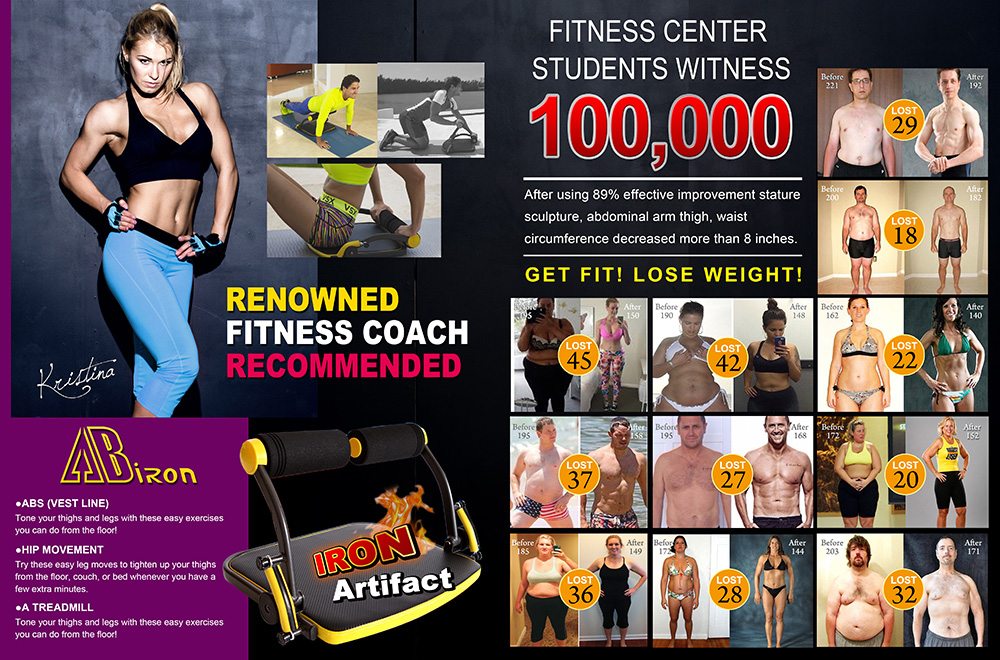 Kristina
RENOWNED
FITNESS COACH
RECOMMENDED
ABiron
●ABS (VEST LINE)
Tone your thighs and legs with these easy exercises
you can do from the floor!
●HIP MOVEMENT
Try these easy leg moves to tighten up your thighs
from the floor, couch, or bed whenever you have a
few extra minutes.
●A TREADMILL
Tone your thighs and legs with these easy exercises
you can do from the floor!
IRON
Artifact
FITNESS CENTER
STUDENTS WITNESS
100,000
After using 89% effective improvement stature
sculpture, abdominal arm thigh, waist
circumference decreased more than 8 inches.
GET FIT! LOSE WEIGHT!
Before
221
LOST
29
After
192
Before
200
LOST
18
After
182
Before
195
LOST
45
After
150
Before
190
LOST
42
After
148
Before
162
LOST
22
After
140
Before
195
LOST
37
After
158
Before
195
LOST
27
After
168
Before
172
LOST
20
After
152
Before
185
LOST
36
After
149
Before
172
LOST
28
After
144
Before
203
LOST
32
After
171